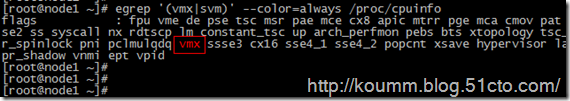 [root@node1 ~]# egrep '(vmx|svm)' --color=always /proc/cpuinfo
flags : fpu vme de pse tsc msr pae mce cx8 apic mtrr pge mca cmov pat
se2 ss syscall nx rdtscp lm constant_tsc up arch_perfmon pebs bts xtopology tsc_
r_spinlock pni pclmulqdq vmx ssse3 cx16 sse4_1 sse4_2 popcnt xsave hypervisor la
pr_shadow vnmi ept vpid
[root@node1 ~]#
[root@node1 ~]#
[root@node1 ~]#
http://koumm.blog.51cto.com/